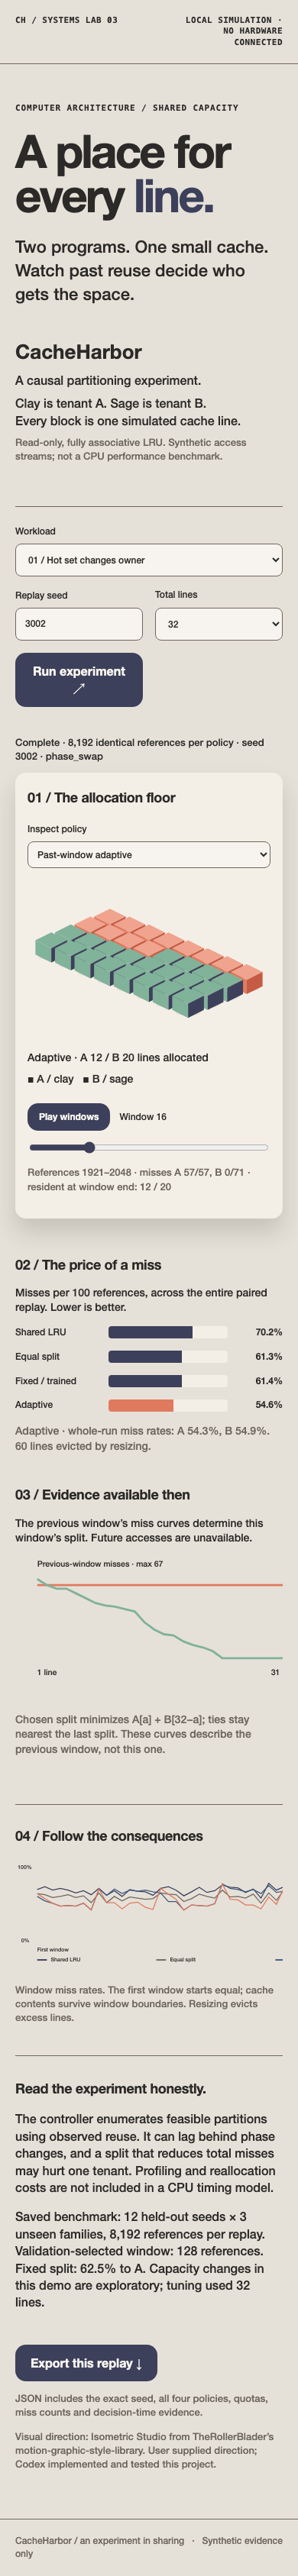 CH / SYSTEMS LAB 03
LOCAL SIMULATION ·
NO HARDWARE
CONNECTED
COMPUTER ARCHITECTURE / SHARED CAPACITY
A place for
every line.
Two programs. One small cache.
Watch past reuse decide who
gets the space.
CacheHarbor
A causal partitioning experiment.
Clay is tenant A. Sage is tenant B.
Every block is one simulated cache line.
Read-only, fully associative LRU. Synthetic access
streams; not a CPU performance benchmark.
Workload
01 / Hot set changes owner
Replay seed
Total lines
3002
32
Run experiment
↗
Complete · 8,192 identical references per policy · seed
3002 · phase_swap
01 / The allocation floor
Inspect policy
Past-window adaptive
Adaptive · A 12 / B 20 lines allocated
■ A / clay ■ B / sage
Play windows
Window 16
References 1921–2048 · misses A 57/57, B 0/71 ·
resident at window end: 12 / 20
02 / The price of a miss
Misses per 100 references, across the entire paired
replay. Lower is better.
Shared LRU 70.2%
Equal split 61.3%
Fixed / trained 61.4%
Adaptive 54.6%
Adaptive · whole-run miss rates: A 54.3%, B 54.9%.
60 lines evicted by resizing.
03 / Evidence available then
The previous window's miss curves determine this
window's split. Future accesses are unavailable.
Previous-window misses · max 67
1 line
31
Chosen split minimizes A[a] + B[32−a]; ties stay
nearest the last split. These curves describe the
previous window, not this one.
04 / Follow the consequences
100%
0%
First window
Shared LRU
Equal split
Window miss rates. The first window starts equal; cache
contents survive window boundaries. Resizing evicts
excess lines.
Read the experiment honestly.
The controller enumerates feasible partitions
using observed reuse. It can lag behind phase
changes, and a split that reduces total misses
may hurt one tenant. Profiling and reallocation
costs are not included in a CPU timing model.
Saved benchmark: 12 held-out seeds × 3
unseen families, 8,192 references per replay.
Validation-selected window: 128 references.
Fixed split: 62.5% to A. Capacity changes in
this demo are exploratory; tuning used 32
lines.
Export this replay ↓
JSON includes the exact seed, all four policies, quotas,
miss counts and decision-time evidence.
Visual direction: Isometric Studio from TheRollerBlader's
motion-graphic-style-library. User supplied direction;
Codex implemented and tested this project.
CacheHarbor / an experiment in sharing · Synthetic evidence
only